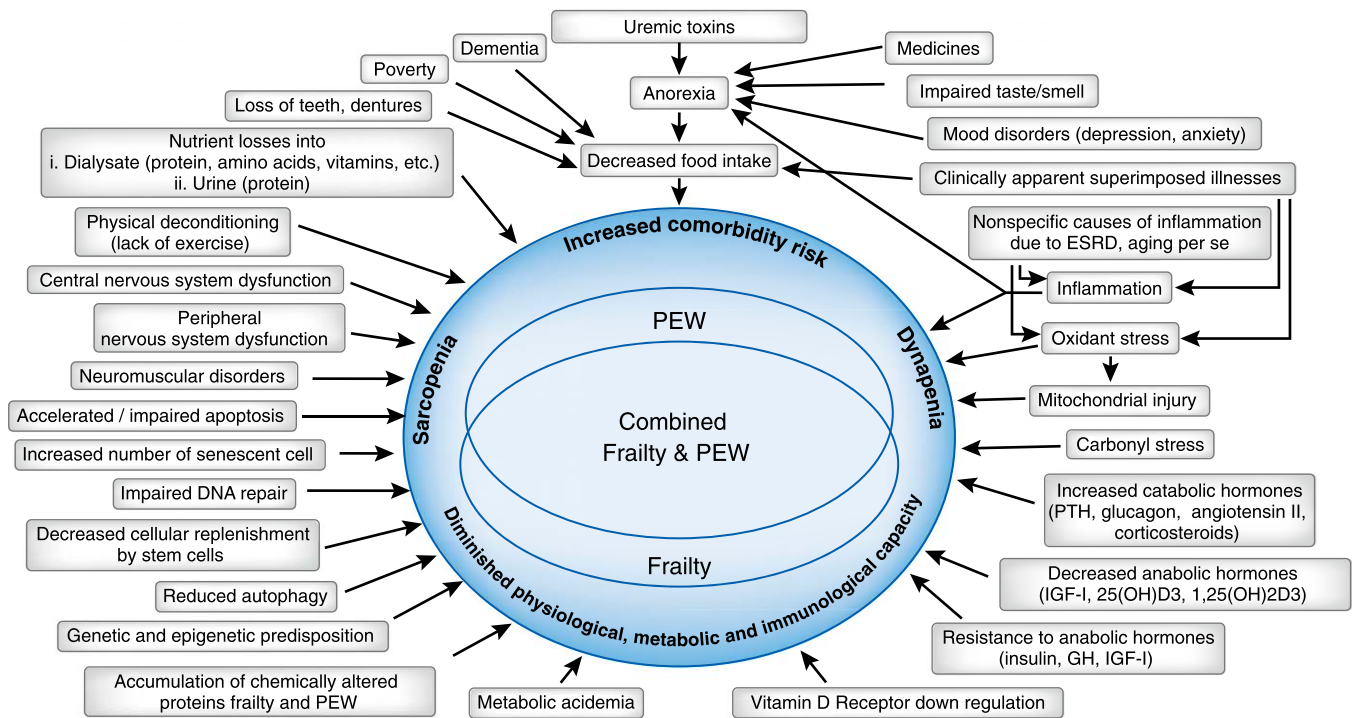 Uremic toxins
Dementia
Medicines
Poverty
Anorexia
Impaired taste/smell
Loss of teeth, dentures
Mood disorders (depression, anxiety)
Nutrient losses into
i. Dialysate (protein, amino acids, vitamins, etc.)
ii. Urine (protein)
Decreased food intake
Clinically apparent superimposed illnesses
Physical deconditioning
(lack of exercise)
Nonspecific causes of inflammation
due to ESRD, aging per se
Increased comorbidity risk
Central nervous system dysfunction
Inflammation
Peripheral
nervous system dysfunction
PEW
Oxidant stress
Sarcopenia
Dynapenia
Neuromuscular disorders
Mitochondrial injury
Accelerated / impaired apoptosis
Combined
Frailty & PEW
Increased number of senescent cell
Carbonyl stress
Impaired DNA repair
Increased catabolic hormones
(PTH, glucagon, angiotensin II,
corticosteroids)
Decreased cellular replenishment
by stem cells
Frailty
Diminished physiological, metabolic and immunological capacity
Decreased anabolic hormones
(IGF-I, 25(OH)D3, 1,25(OH)2D3)
Reduced autophagy
Genetic and epigenetic predisposition
Resistance to anabolic hormones
(insulin, GH, IGF-I)
Accumulation of chemically altered
proteins frailty and PEW
Metabolic acidemia
Vitamin D Receptor down regulation